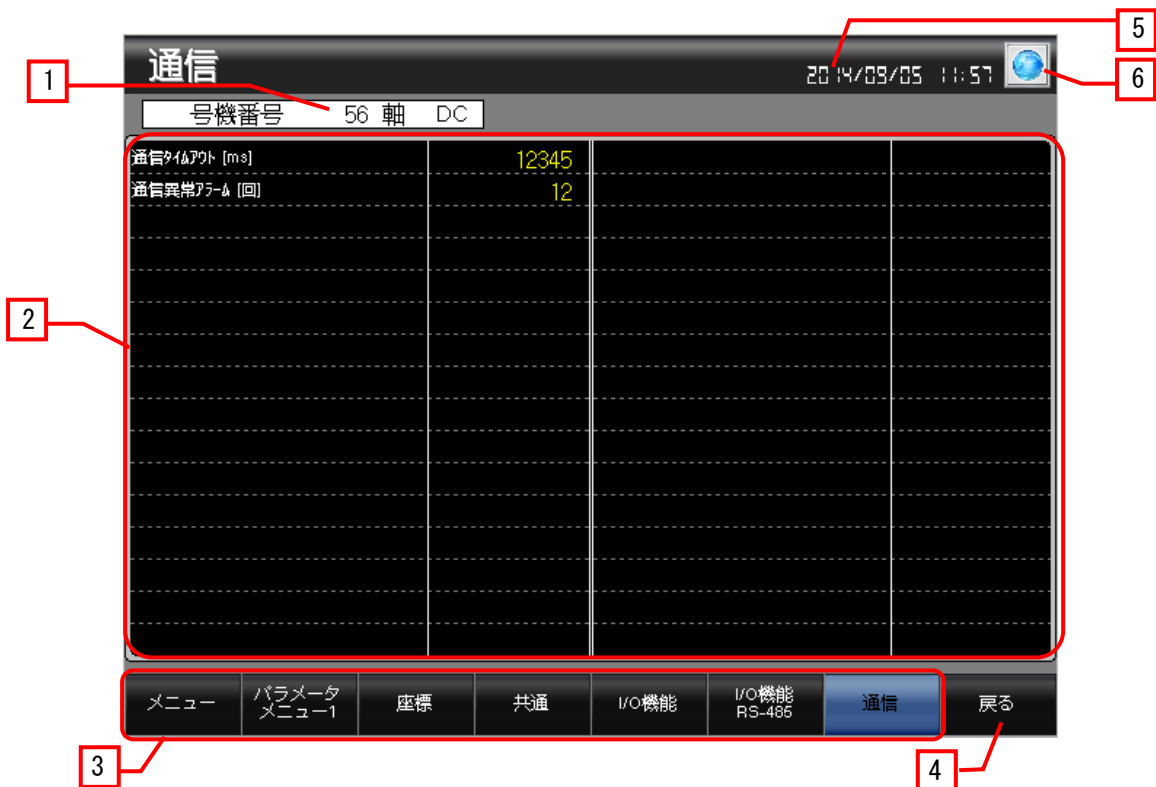 5
通信
2014/09/05 11:57
6
1
号機番号 56 軸 DC
通信ﾀｲﾑｱｳﾄ [ms] 12345
通信異常ｱﾗｰﾑ [回] 12
2
メニュー
パラメータ
メニュー1
座標
共通
I/O機能
I/O機能
RS-485
通信
戻る
3
4